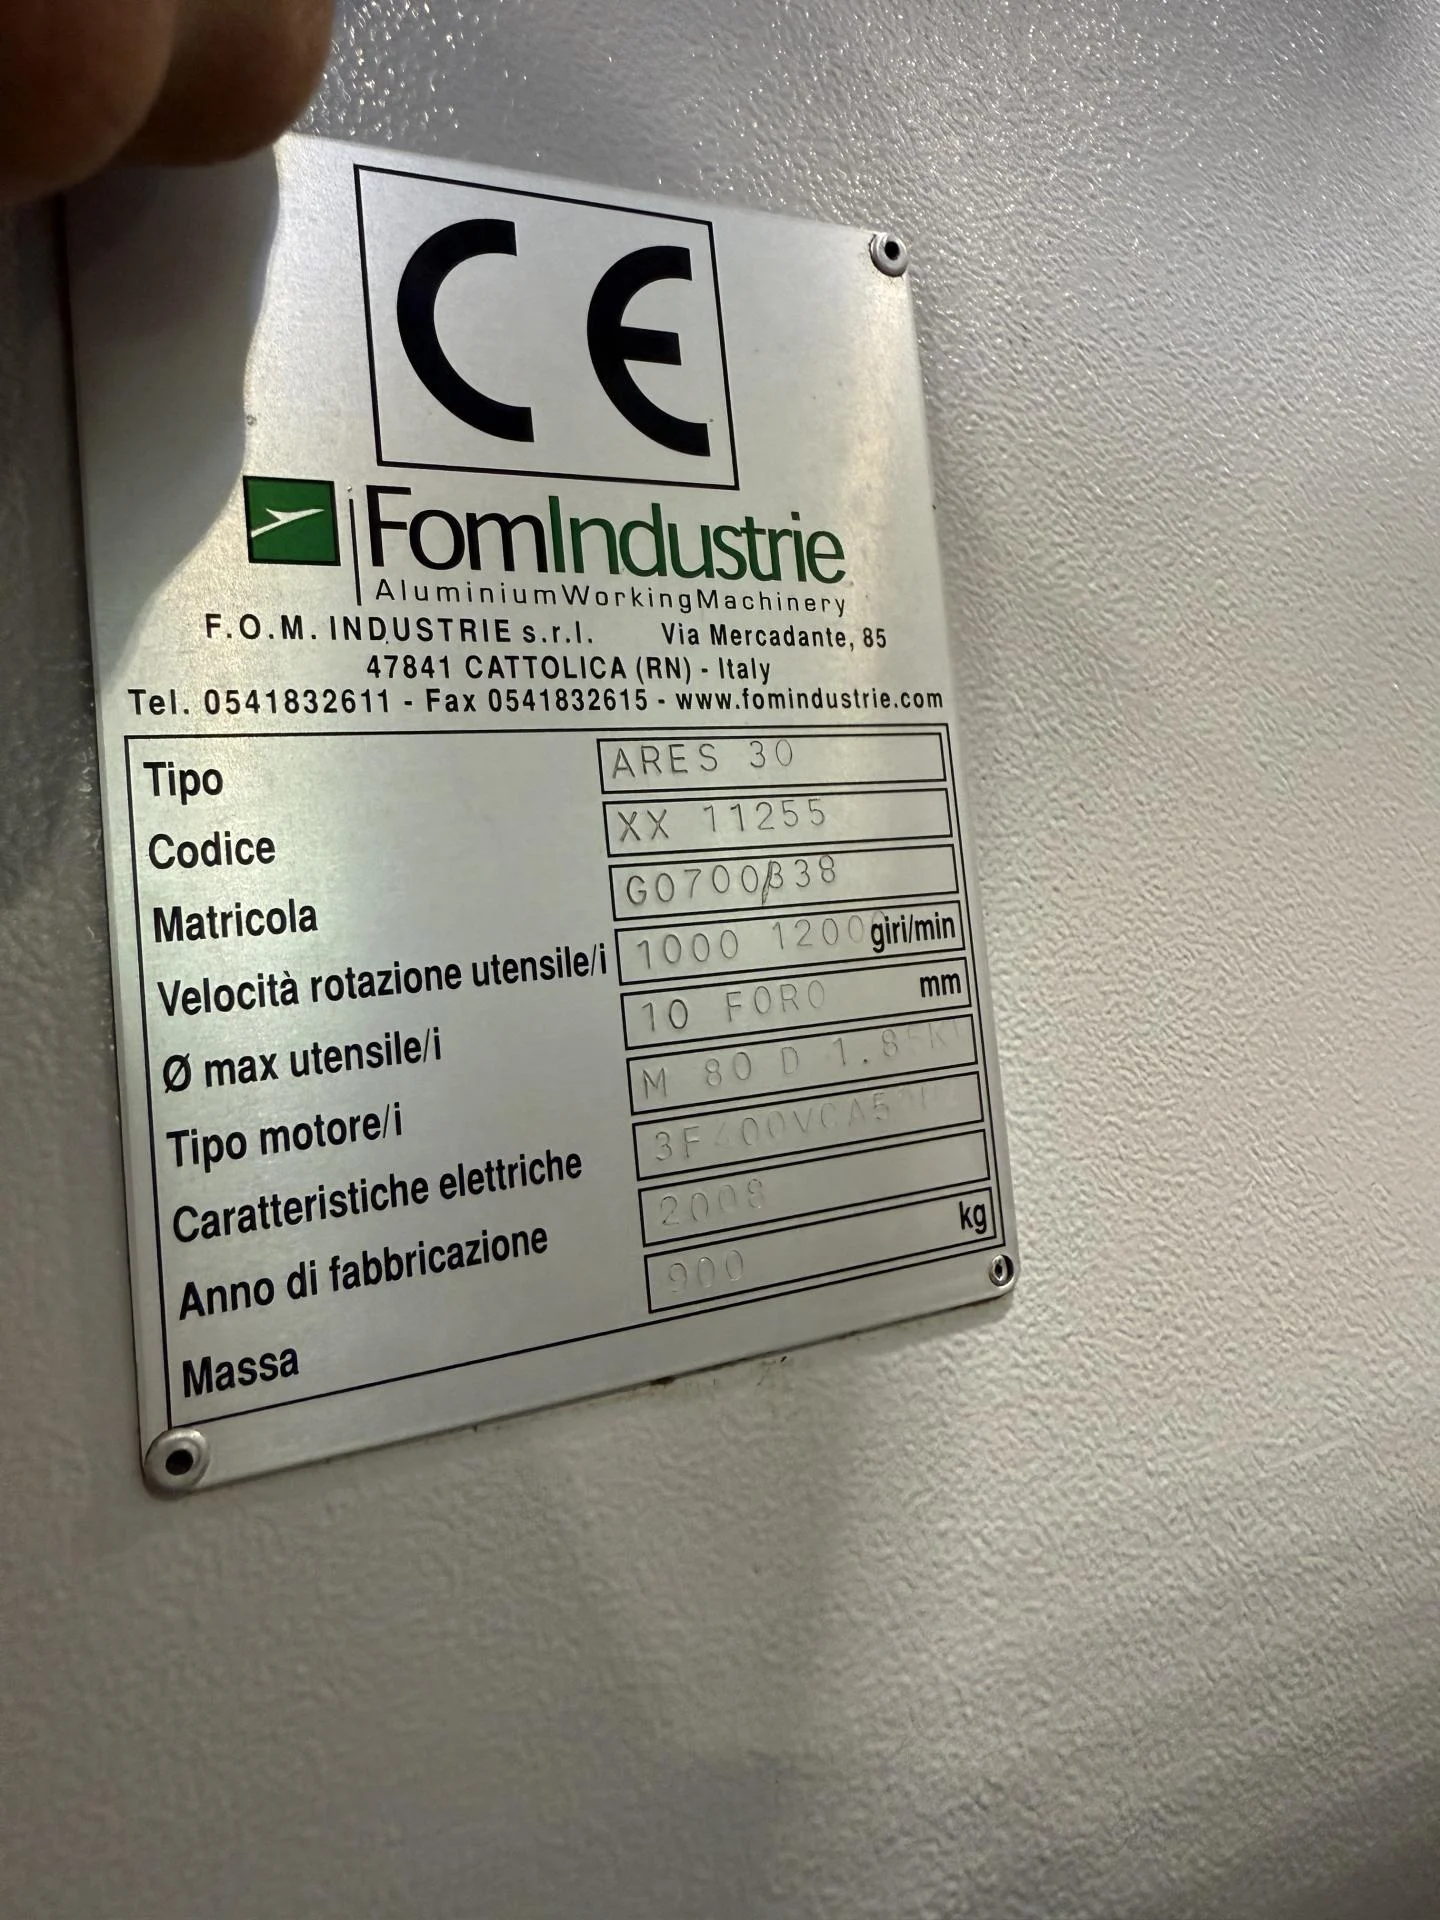 CE
FomIndustrie
AluminiumWorkingMachinery
F.O.M. INDUSTRIE s.r.l. Via Mercadante, 85
47841 CATTOLICA (RN) - Italy
Tel. 0541832611 - Fax 0541832615 - www.fomindustrie.com
Tipo ARES 30
Codice XX 11255
Matricola
Velocità rotazione utensile/i 1000 giri/min
Ø max utensile/i 10 FORO mm
Tipo motore/i M 80 D
Caratteristiche elettriche
Anno di fabbricazione 2008
Massa 900 kg